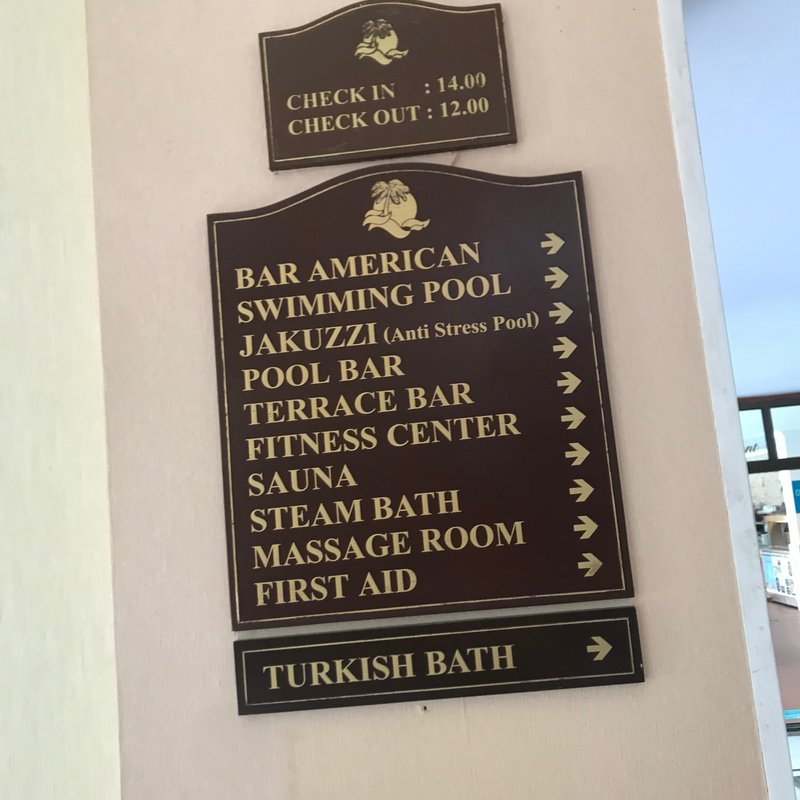 CHECK IN : 14.00
CHECK OUT : 12.00
BAR AMERICAN
SWIMMING POOL
JAKUZZI (Anti Stress Pool)
POOL BAR
TERRACE BAR
FITNESS CENTER
SAUNA
STEAM BATH
MASSAGE ROOM
FIRST AID
TURKISH BATH